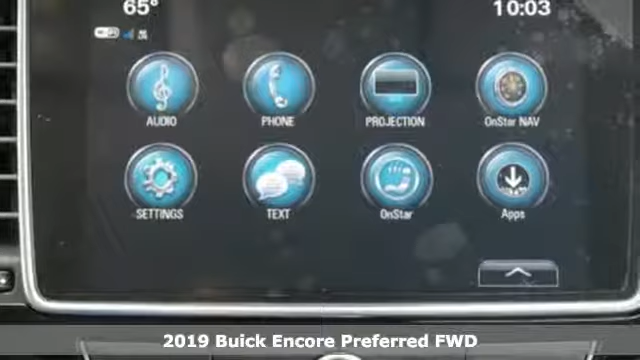 65° 10:03
AUDIO PHONE PROJECTION OnStar NAV
SETTINGS TEXT OnStar Apps
2019 Buick Encore Preferred FWD